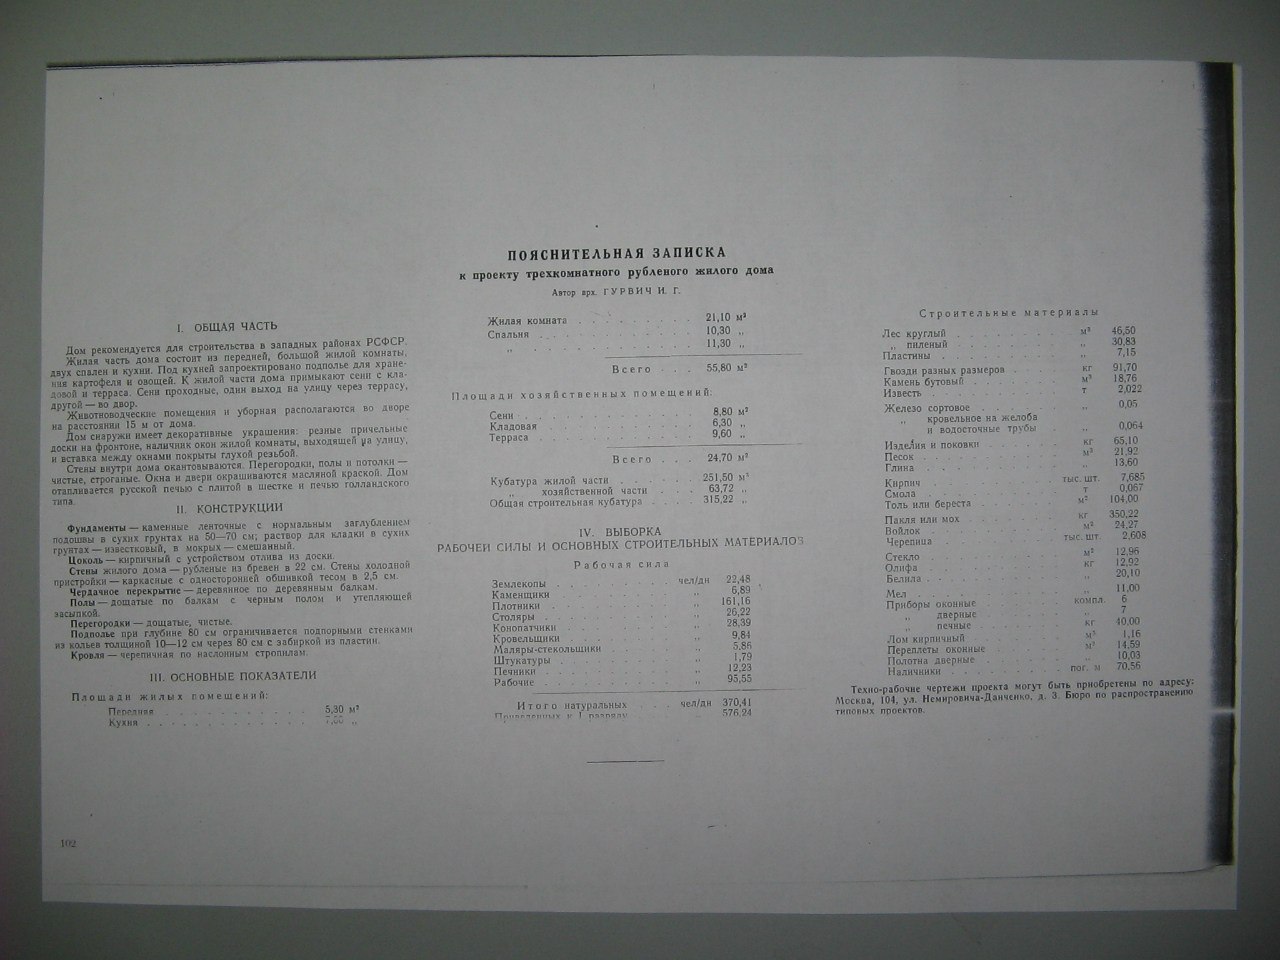 ПОЯСНИТЕЛЬНАЯ ЗАПИСКА
к проекту трехкомнатного рубленого жилого дома
Автор арх. ГУРВИЧ И. Г.
I. ОБЩАЯ ЧАСТЬ
Дом рекомендуется для строительства в западных районах РСФСР.
Жилая часть дома состоит из передней, большой жилой комнаты,
двух спален и кухни. Под кухней запроектировано подполье для хране-
ния картофеля и овощей. К жилой части дома примыкают сени с кла-
довой и терраса. Сени проходные, один выход на улицу через террасу,
другой — во двор.
Животноводческие помещения и уборная располагаются во дворе
на расстоянии 15 м от дома.
Дом снаружи имеет декоративные украшения: резные причельные
доски на фронтоне, наличник окон жилой комнаты, выходящей на улицу,
и вставка между окнами покрыты глухой резьбой.
Стены внутри дома окантовываются. Перегородки, полы и потолки —
чистые, строганые. Окна и двери окрашиваются масляной краской. Дом
отапливается русской печью с плитой в шестке и печью голландского
типа.
II. КОНСТРУКЦИИ
Фундаменты — каменные ленточные с нормальным заглублением
подошвы в сухих грунтах на 50—70 см; раствор для кладки в сухих
грунтах — известковый, в мокрых — смешанный.
Цоколь — кирпичный с устройством отлива из доски.
Стены жилого дома — рубленые из бревен в 22 см. Стены холодной
пристройки — каркасные с односторонней обшивкой тесом в 2,5 см.
Чердачное перекрытие — деревянное по деревянным балкам.
Полы — дощатые по балкам с черным полом и утепляющей
засыпкой.
Перегородки — дощатые, чистые.
Подполье при глубине 80 см ограничивается подпорными стенками
из кольев толщиной 10—12 см через 80 см с забиркой из пластин.
Кровля — черепичная по наслонным стропилам.
III. ОСНОВНЫЕ ПОКАЗАТЕЛИ
Площади жилых помещений:
Передняя . . . . . . . . . . . 5,30 м²
Кухня . . . . . . . . . . . „
Жилая комната . . . . . . . . . 21,10 м²
Спальня . . . . . . . . . . . 10,30 „
„ . . . . . . . . . . . 11,30 „
Всего . . . 55,80 м²
Площади хозяйственных помещений:
Сени . . . . . . . . . . . 8,80 м²
Кладовая . . . . . . . . . . 6,30 „
Терраса . . . . . . . . . . 9,60 „
Всего . . . 24,70 м²
Кубатура жилой части . . . . . . 251,50 м³
„ хозяйственной части . . . . 63,72 „
Общая строительная кубатура . . . . 315,22 „
IV. ВЫБОРКА
РАБОЧЕЙ СИЛЫ И ОСНОВНЫХ СТРОИТЕЛЬНЫХ МАТЕРИАЛОВ
Рабочая сила
Землекопы . . . . . . . . чел/дн 22,48
Каменщики . . . . . . . . „ 6,89
Плотники . . . . . . . . „ 161,16
Столяры . . . . . . . . „ 26,22
Конопатчики . . . . . . . „ 28,39
Кровельщики . . . . . . . „ 9,84
Маляры-стекольщики . . . . . „ 5,86
Штукатуры . . . . . . . . „ 1,79
Печники . . . . . . . . „ 12,23
Рабочие . . . . . . . . „ 95,55
Итого натуральных . . . чел/дн 370,41
Приведенных к 1 разряду 576,24
Строительные материалы
Лес круглый . . . . . . . . м³ 46,50
„ пиленый . . . . . . . . „ 30,83
Пластины . . . . . . . . „ 7,15
Гвозди разных размеров . . . . кг 91,70
Камень бутовый . . . . . . . м³ 18,76
Известь . . . . . . . . т 2,022
Железо сортовое . . . . . . . „ 0,05
„ кровельное на желоба
и водосточные трубы . . „ 0,064
Изделия и поковки . . . . . . кг 65,10
Песок . . . . . . . . м³ 21,92
Глина . . . . . . . . „ 13,60
Кирпич . . . . . . . . тыс. шт. 7,685
Смола . . . . . . . . т 0,067
Толь или береста . . . . . . м² 104,00
Пакля или мох . . . . . . . кг 350,22
Войлок . . . . . . . . м² 24,27
Черепица . . . . . . . . тыс. шт. 2,608
Стекло . . . . . . . . м² 12,96
Олифа . . . . . . . . кг 12,92
Белила . . . . . . . . „ 20,10
Мел . . . . . . . . „ 11,00
Приборы оконные . . . . . . компл. 6
„ дверные . . . . . . „ 7
„ печные . . . . . . кг 40,00
Лом кирпичный . . . . . . м³ 1,16
Переплеты оконные . . . . . . м² 14,59
Полотна дверные . . . . . . „ 10,03
Наличники . . . . . . . . пог. м 70,56
Техно-рабочие чертежи проекта могут быть приобретены по адресу:
Москва, 104, ул. Немировича-Данченко, д. 3. Бюро по распространению
типовых проектов.
102